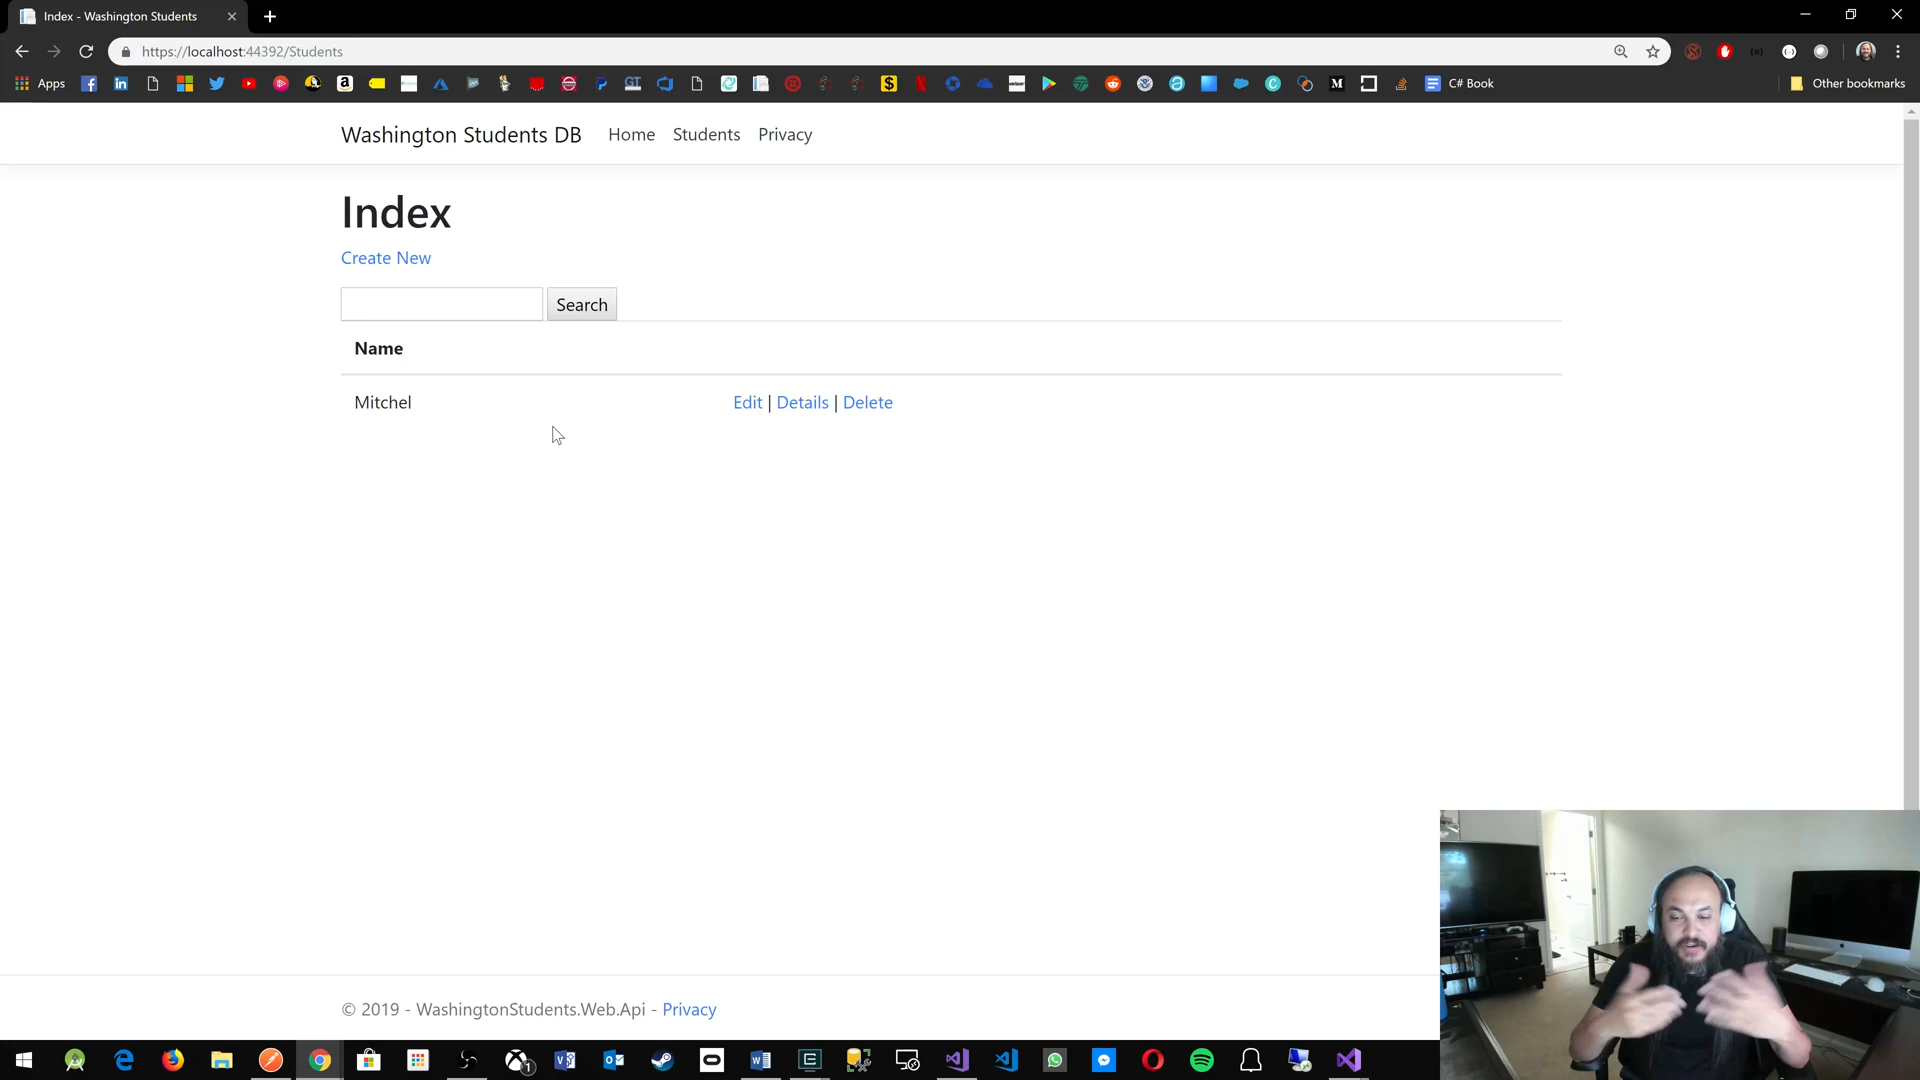 Index - Washington Students
https://localhost:44392/Students
Apps
C# Book
Other bookmarks
Washington Students DB Home Students Privacy
Index
Create New
Search
Name
Mitchel Edit | Details | Delete
© 2019 - WashingtonStudents.Web.Api - Privacy